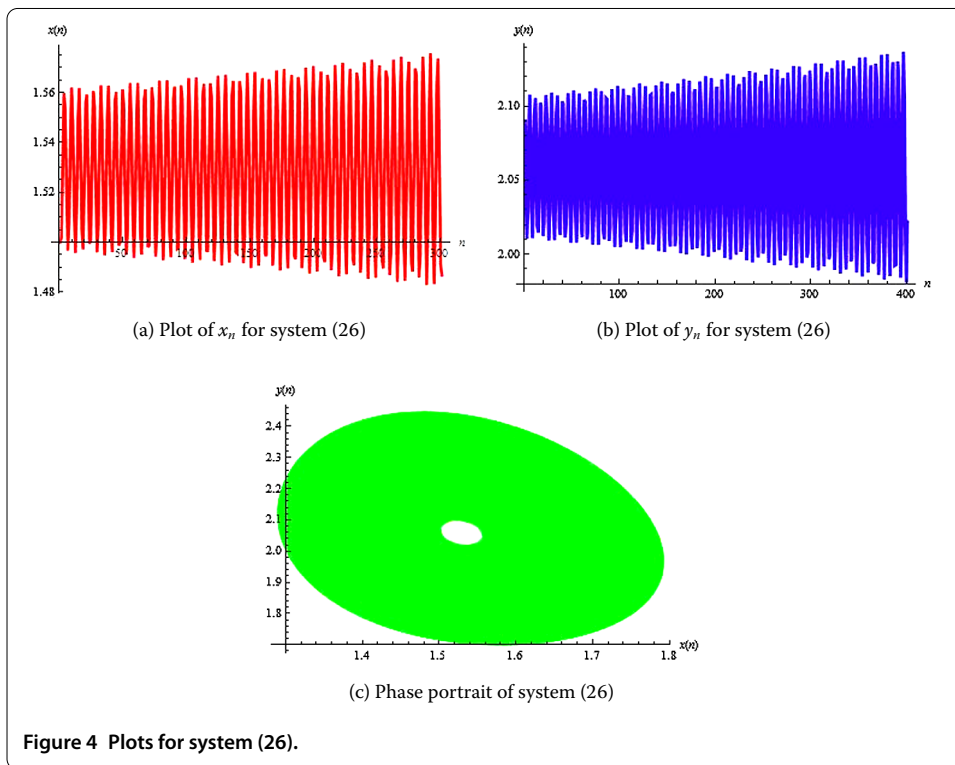 x(n)
1.56
1.54
1.52
1.48
50
100
150
200
250
300
n
(a) Plot of xₙ for system (26)
y(n)
2.10
2.05
2.00
100
200
300
400
n
(b) Plot of yₙ for system (26)
y(n)
2.4
2.3
2.2
2.1
2.0
1.9
1.8
1.4
1.5
1.6
1.7
1.8
x(n)
(c) Phase portrait of system (26)
Figure 4 Plots for system (26).